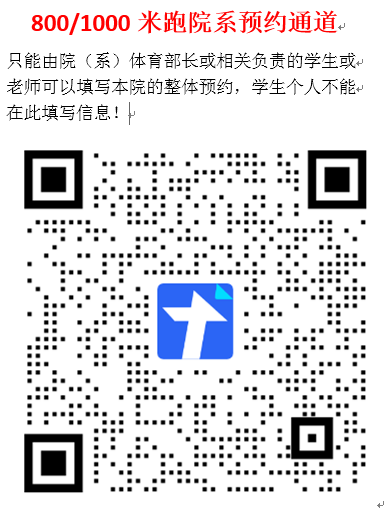 800/1000 米跑院系预约通道
只能由院（系）体育部长或相关负责的学生或
老师可以填写本院的整体预约，学生个人不能
在此填写信息！